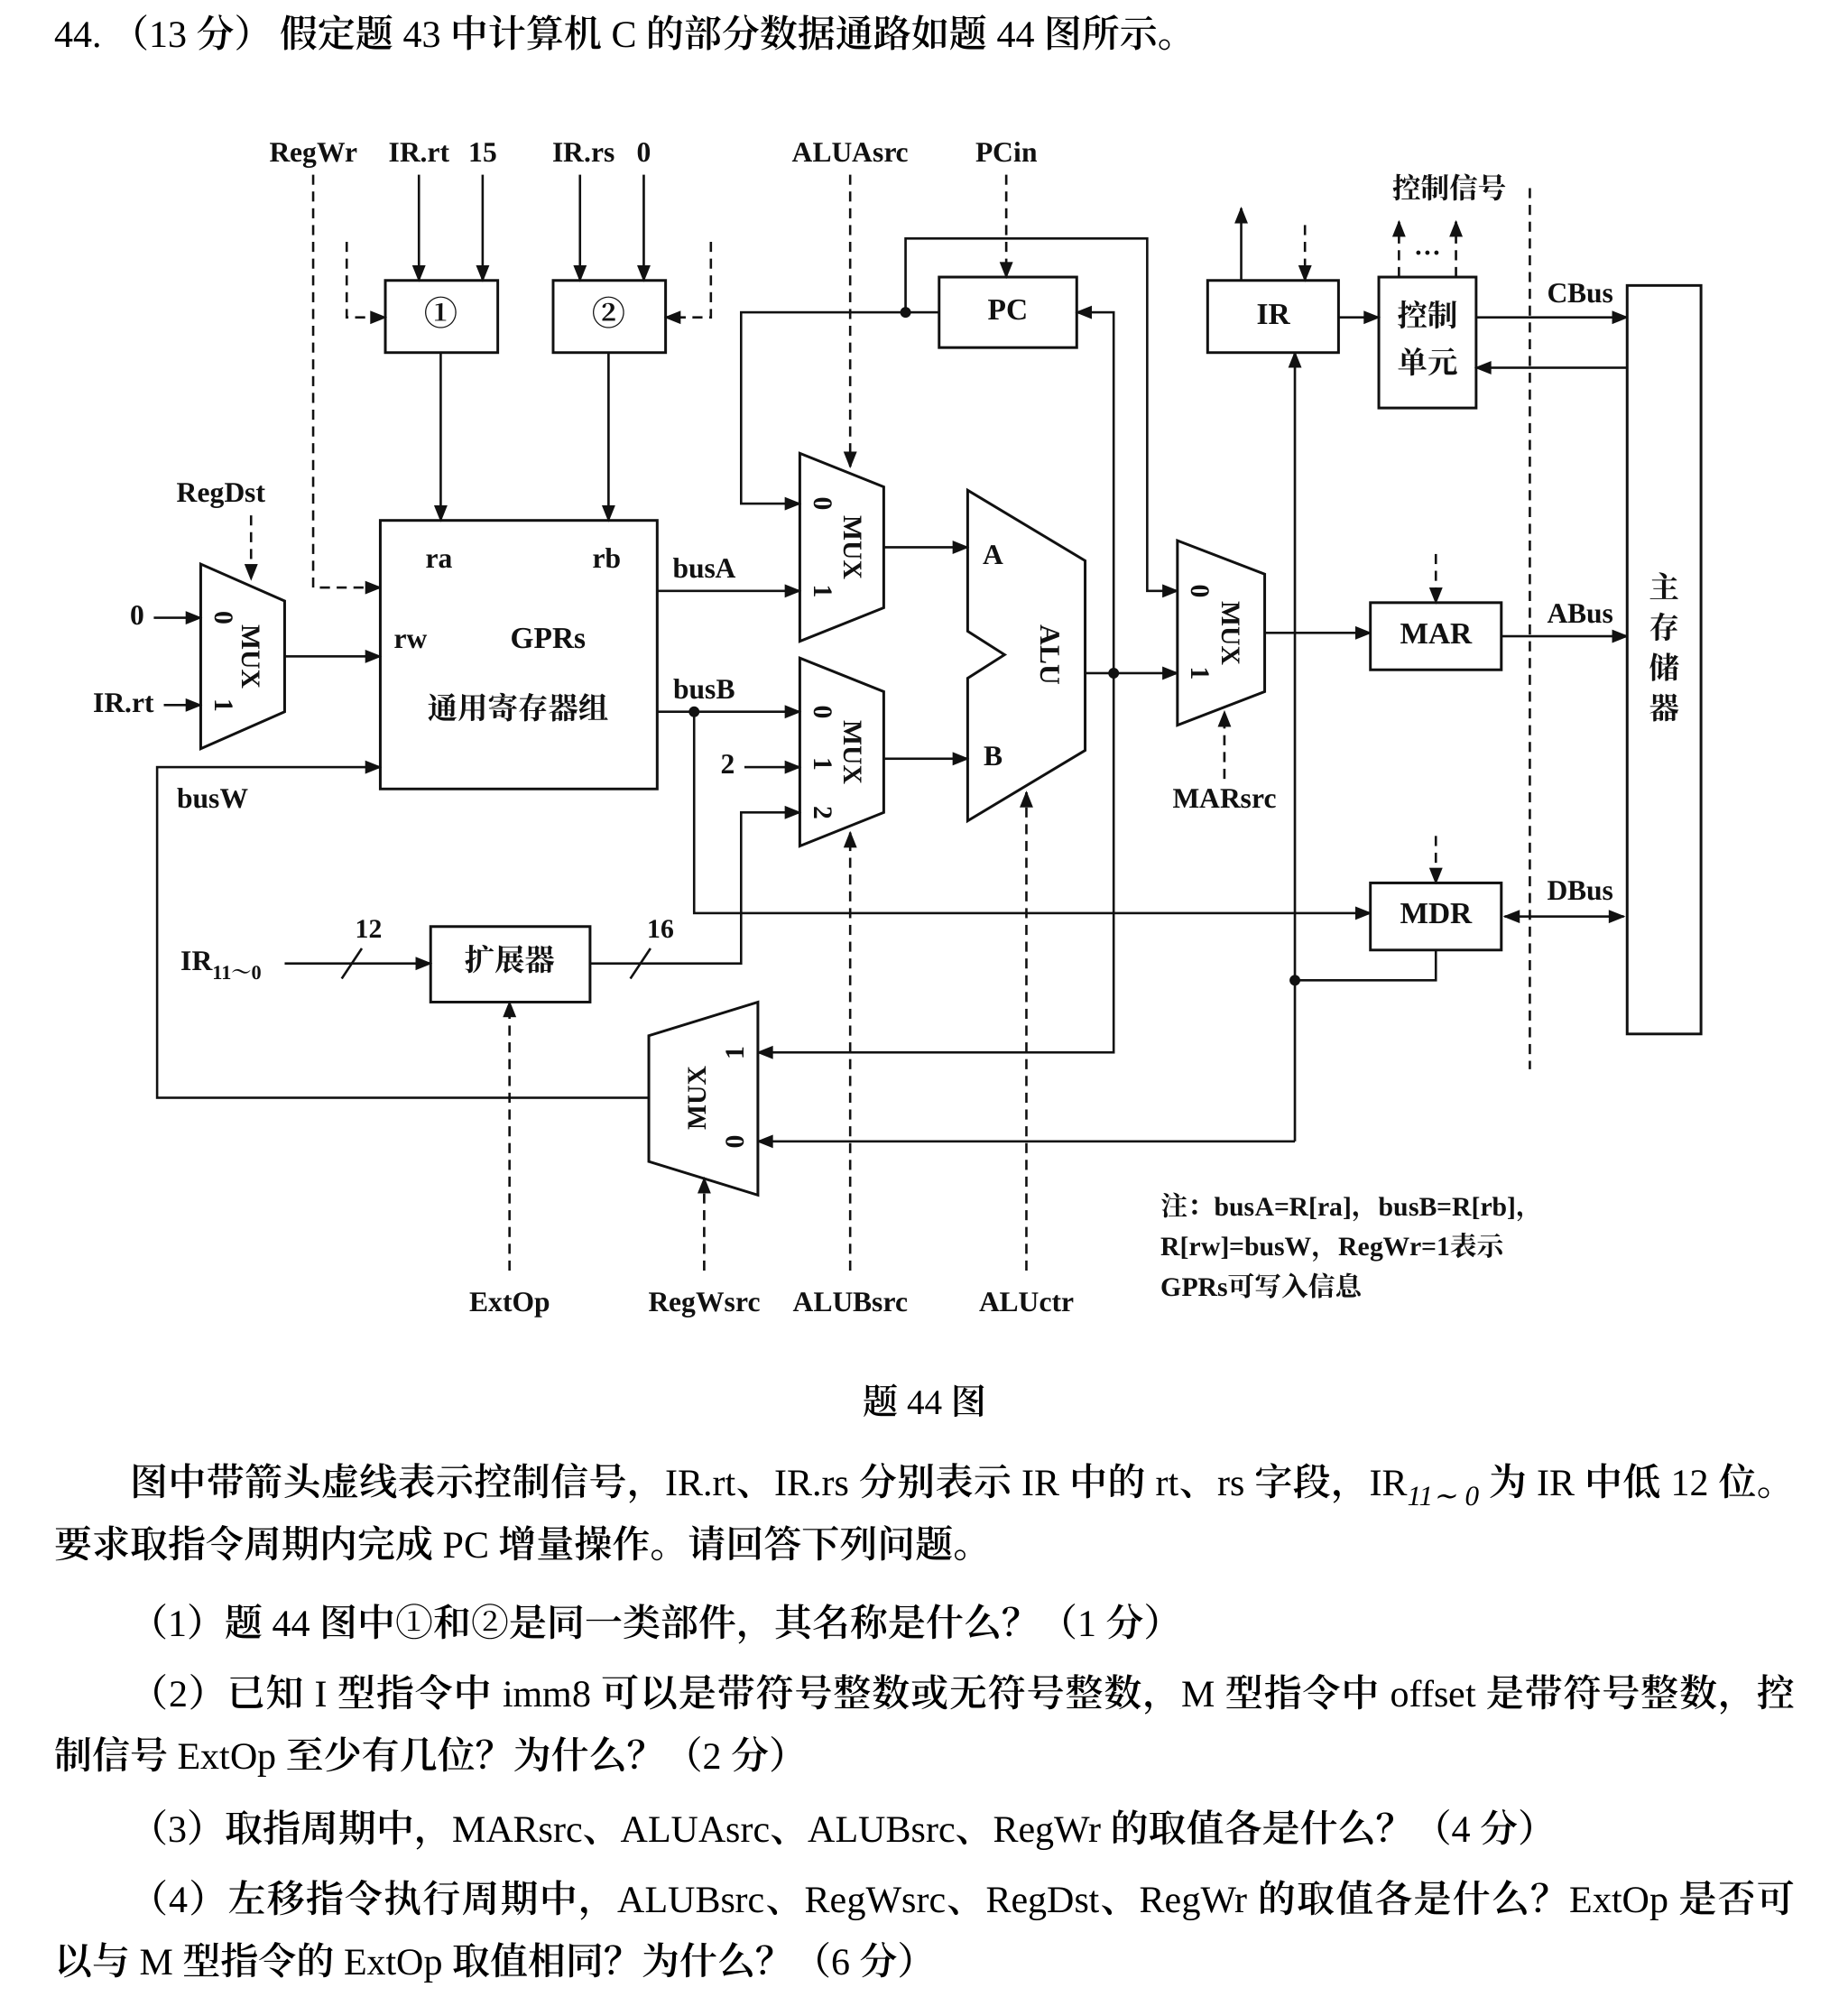 44. （13 分） 假定题 43 中计算机 C 的部分数据通路如题 44 图所示。
RegWr IR.rt 15 IR.rs 0 ALUAsrc PCin
控制信号
…
① ② PC IR 控制
单元
CBus
RegDst
0 MUX 1
ra rb
busA
A
0
0 MUX 1
IR.rt
rw GPRs
通用寄存器组
busB
0 MUX 1 2
2
ALU
B
0 MUX 1
MAR
ABus
主存储器
busW
MARsrc
IR11～0
12
扩展器
16
MDR
DBus
1 MUX 0
ExtOp RegWsrc ALUBsrc ALUctr
注：busA=R[ra]，busB=R[rb]，
R[rw]=busW，RegWr=1表示
GPRs可写入信息
题 44 图
图中带箭头虚线表示控制信号，IR.rt、IR.rs 分别表示 IR 中的 rt、rs 字段，IR11～0 为 IR 中低 12 位。
要求取指令周期内完成 PC 增量操作。请回答下列问题。
（1）题 44 图中①和②是同一类部件，其名称是什么？（1 分）
（2）已知 I 型指令中 imm8 可以是带符号整数或无符号整数，M 型指令中 offset 是带符号整数，控
制信号 ExtOp 至少有几位？为什么？（2 分）
（3）取指周期中，MARsrc、ALUAsrc、ALUBsrc、RegWr 的取值各是什么？（4 分）
（4）左移指令执行周期中，ALUBsrc、RegWsrc、RegDst、RegWr 的取值各是什么？ExtOp 是否可
以与 M 型指令的 ExtOp 取值相同？为什么？（6 分）